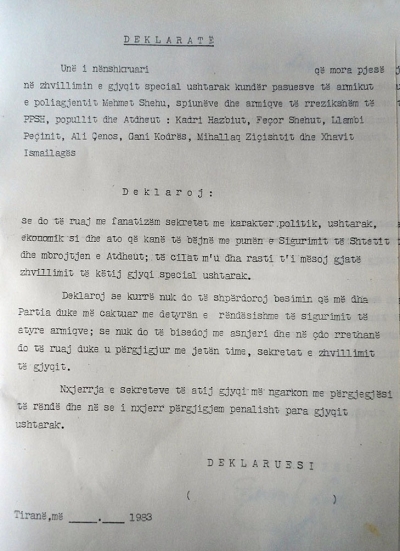 D E K L A R A T Ë
Unë i nënshkruari që mora pjesë
në zhvillimin e gjyqit special ushtarak kundër pasuesve të armikut
e poliagjentit Mehmet Shehu, spiunëve dhe armiqve të rrezikshëm të
PPSH, popullit dhe Atdheut : Kadri Hazbiut, Feçor Shehut, Llambi
Peçinit, Ali Çenos, Gani Kodrës, Mihallaq Ziçishtit dhe Xhavit
Ismailagës
D e k l a r o j :
se do të ruaj me fanatizëm sekretet me karakter politik, ushtarak,
ekonomik si dhe ato që kanë të bëjnë me punën e Sigurimit të Shtetit
dhe mbrojtjen e Atdheut; të cilat m'u dha rasti t'i mësoj gjatë
zhvillimit të këtij gjyqi special ushtarak.
Deklaroj se kurrë nuk do të shpërdoroj besimin që më dha
Partia duke më caktuar me detyrën e rëndësishme të sigurimit të
atyre armiqve; se nuk do të bisedoj me asnjeri dhe në çdo rrethanë
do të ruaj duke u përgjigjur me jetën time, sekretet e zhvillimit
të gjyqit.
Nxjerrja e sekreteve të atij gjyqi më ngarkon me përgjegjësi
të rëndë dhe në se i nxjerr përgjigjem penalisht para gjyqit
ushtarak.
D E K L A R U E S I
( )
Tiranë,më ____.____ 1983